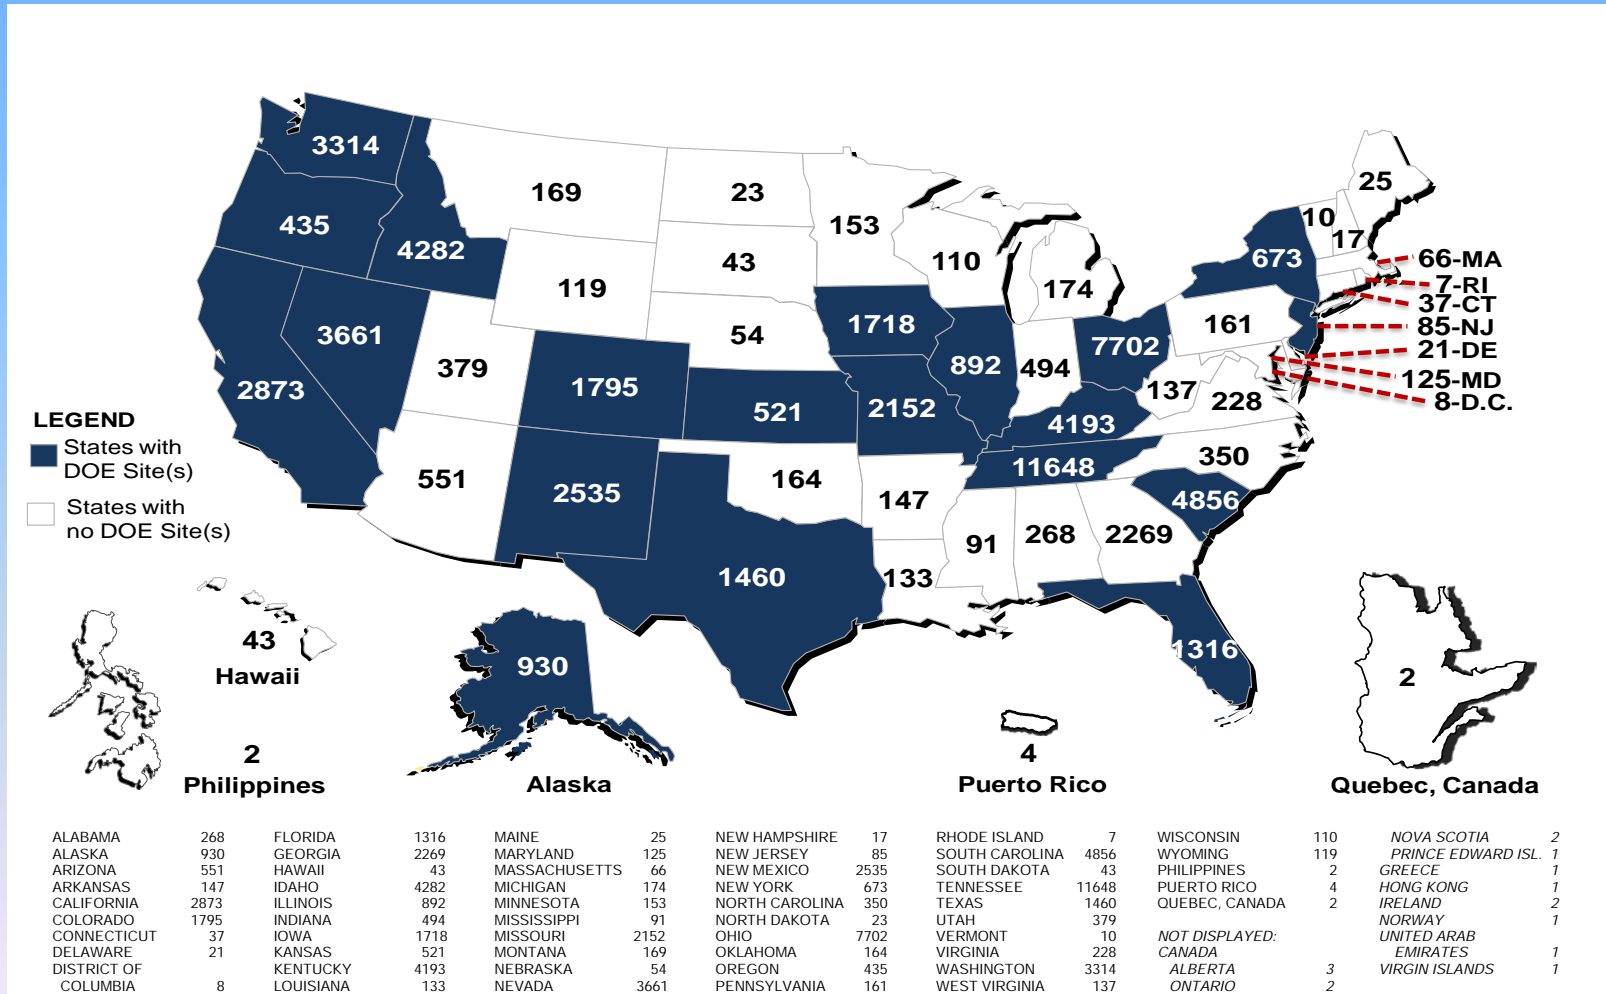 3314
435
4282
169
23
153
25
10
17
673
66-MA
7-RI
37-CT
85-NJ
21-DE
125-MD
8-D.C.
119
43
110
174
161
3661
54
1718
892
494
7702
379
1795
2873
521
2152
137
228
4193
LEGEND
States with
DOE Site(s)
States with
no DOE Site(s)
551
2535
164
11648
350
147
4856
91
268
2269
1460
133
1316
43
Hawaii
930
Alaska
2
Philippines
4
Puerto Rico
2
Quebec, Canada
ALABAMA 268
ALASKA 930
ARIZONA 551
ARKANSAS 147
CALIFORNIA 2873
COLORADO 1795
CONNECTICUT 37
DELAWARE 21
DISTRICT OF
COLUMBIA 8
FLORIDA 1316
GEORGIA 2269
HAWAII 43
IDAHO 4282
ILLINOIS 892
INDIANA 494
IOWA 1718
KANSAS 521
KENTUCKY 4193
LOUISIANA 133
MAINE 25
MARYLAND 125
MASSACHUSETTS 66
MICHIGAN 174
MINNESOTA 153
MISSISSIPPI 91
MISSOURI 2152
MONTANA 169
NEBRASKA 54
NEVADA 3661
NEW HAMPSHIRE 17
NEW JERSEY 85
NEW MEXICO 2535
NEW YORK 673
NORTH CAROLINA 350
NORTH DAKOTA 23
OHIO 7702
OKLAHOMA 164
OREGON 435
PENNSYLVANIA 161
RHODE ISLAND 7
SOUTH CAROLINA 4856
SOUTH DAKOTA 43
TENNESSEE 11648
TEXAS 1460
UTAH 379
VERMONT 10
VIRGINIA 228
WASHINGTON 3314
WEST VIRGINIA 137
WISCONSIN 110
WYOMING 119
PHILIPPINES 2
PUERTO RICO 4
QUEBEC, CANADA 2
NOT DISPLAYED:
CANADA
ALBERTA 3
ONTARIO 2
NOVA SCOTIA 2
PRINCE EDWARD ISL. 1
GREECE 1
HONG KONG 1
IRELAND 2
NORWAY 1
UNITED ARAB
EMIRATES 1
VIRGIN ISLANDS 1